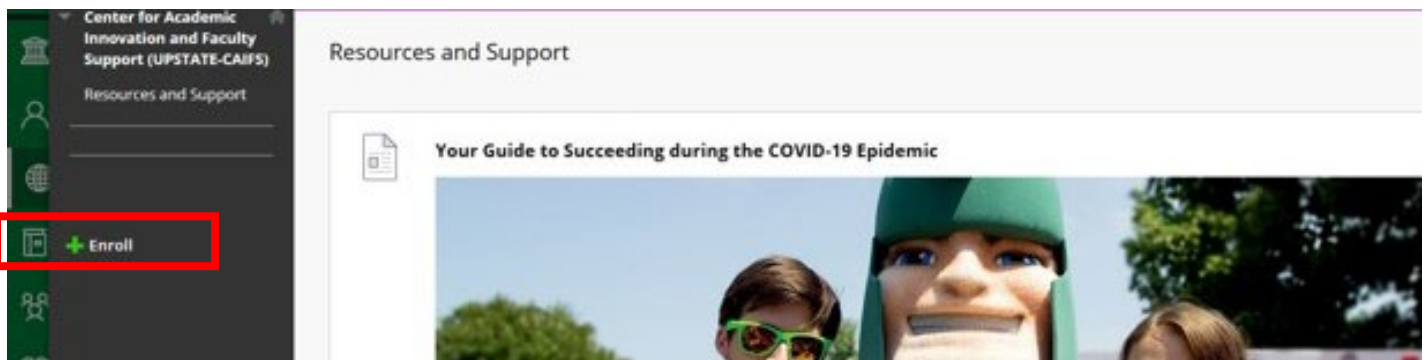 Center for Academic
Innovation and Faculty
Support (UPSTATE-CAIFS)
Resources and Support
Enroll
Resources and Support
Your Guide to Succeeding during the COVID-19 Epidemic